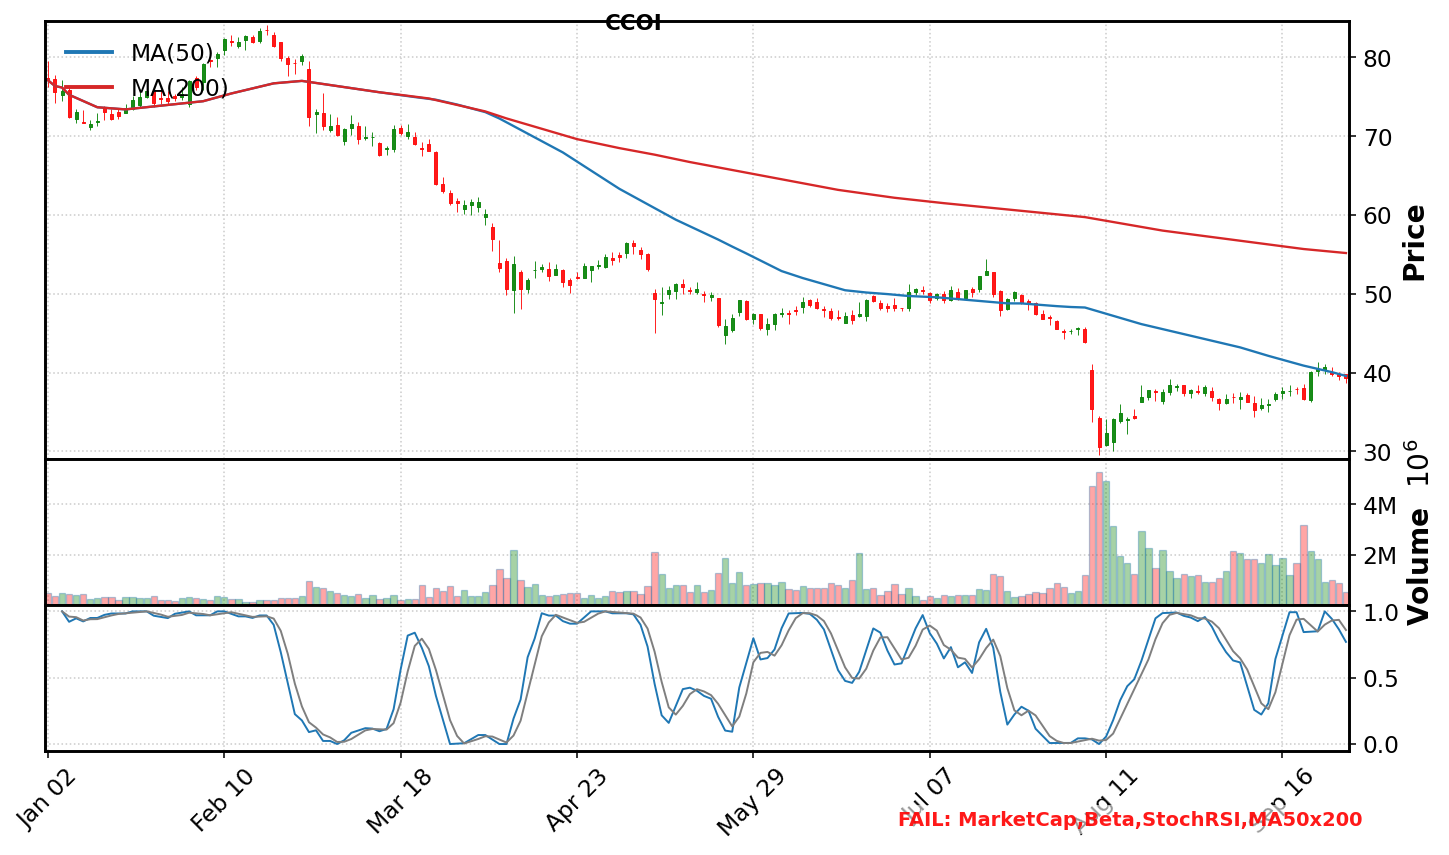 CCOI
MA(50)
MA(200)
80
70
60
50
40
30
Price
10⁶
4M
2M
Volume
1.0
0.5
0.0
Jan 02
Feb 10
Mar 18
Apr 23
May 29
Jul 07
Aug 11
Sep 16
FAIL: MarketCap,Beta,StochRSI,MA50x200